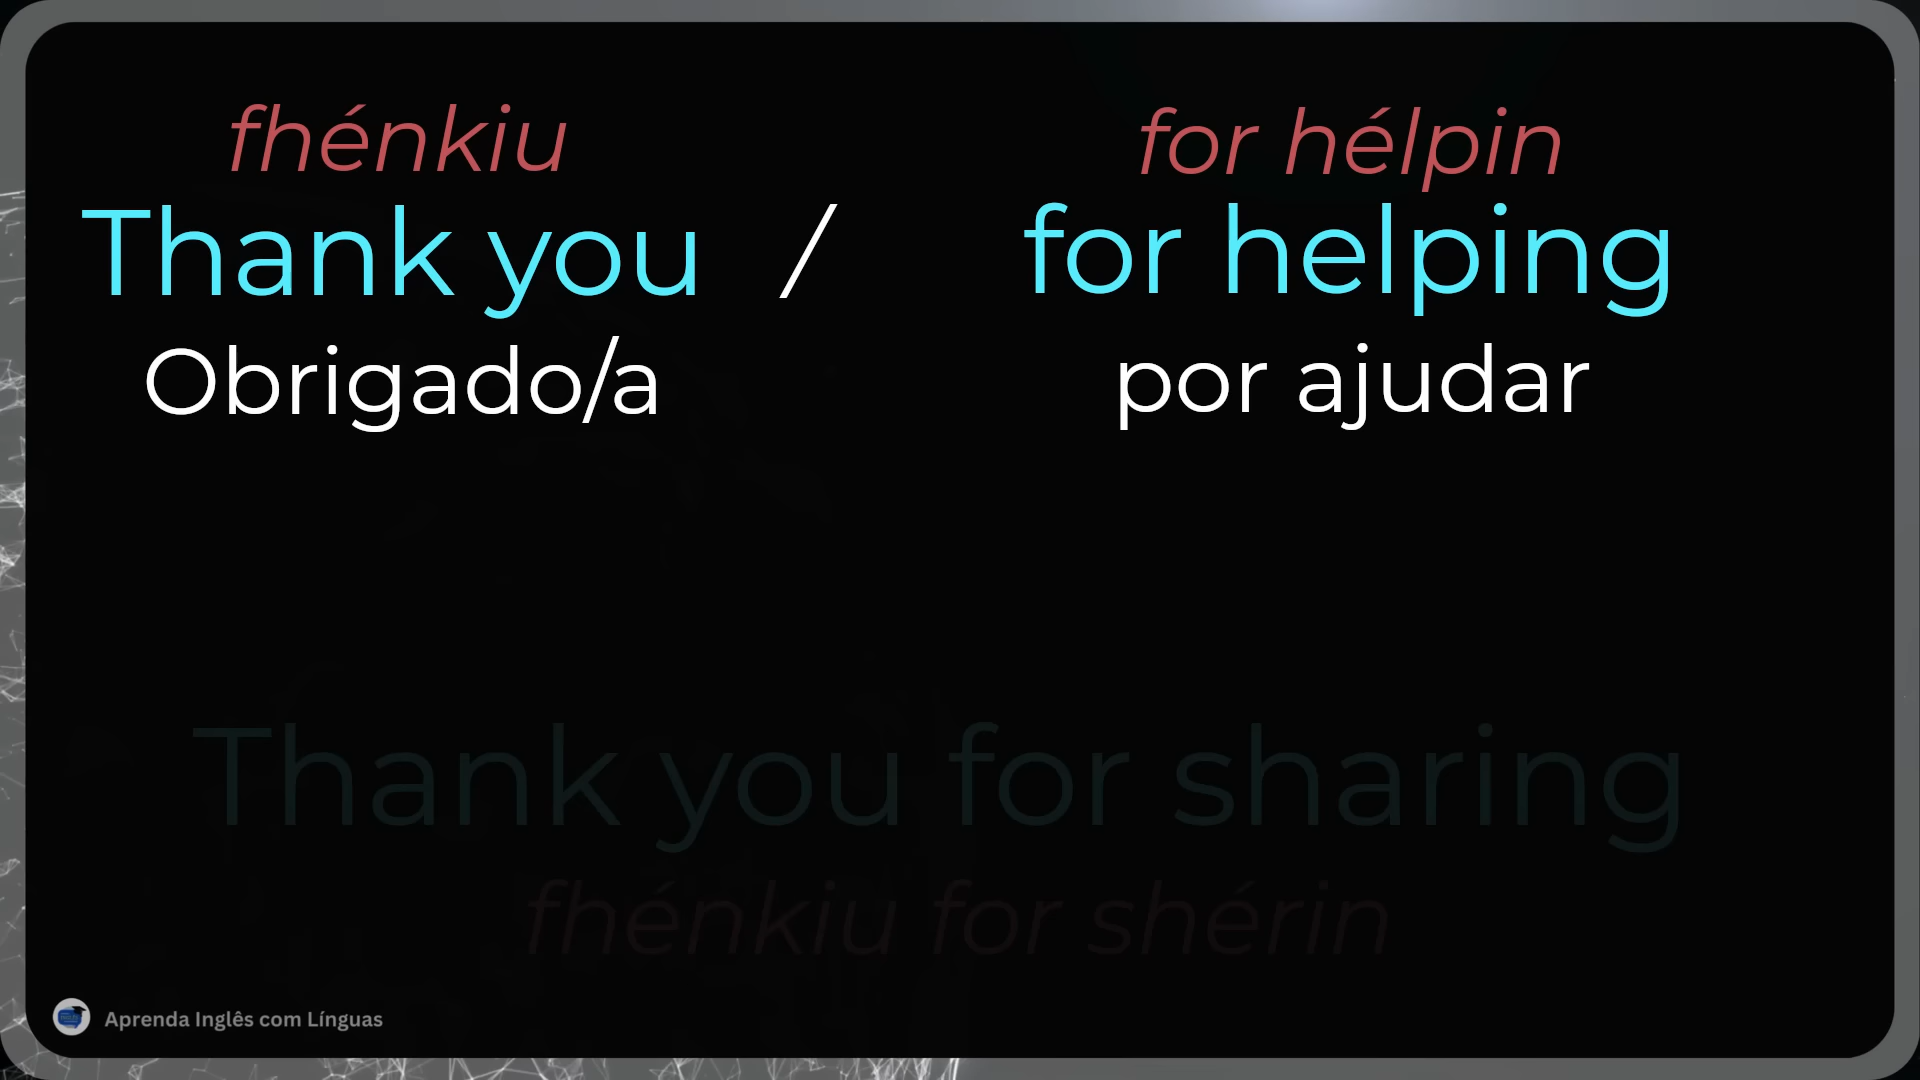 fhénkiu for hélpin
Thank you / for helping
Obrigado/a por ajudar
Thank you for sharing
fhénkiu for shérin
Aprenda Inglês com Línguas